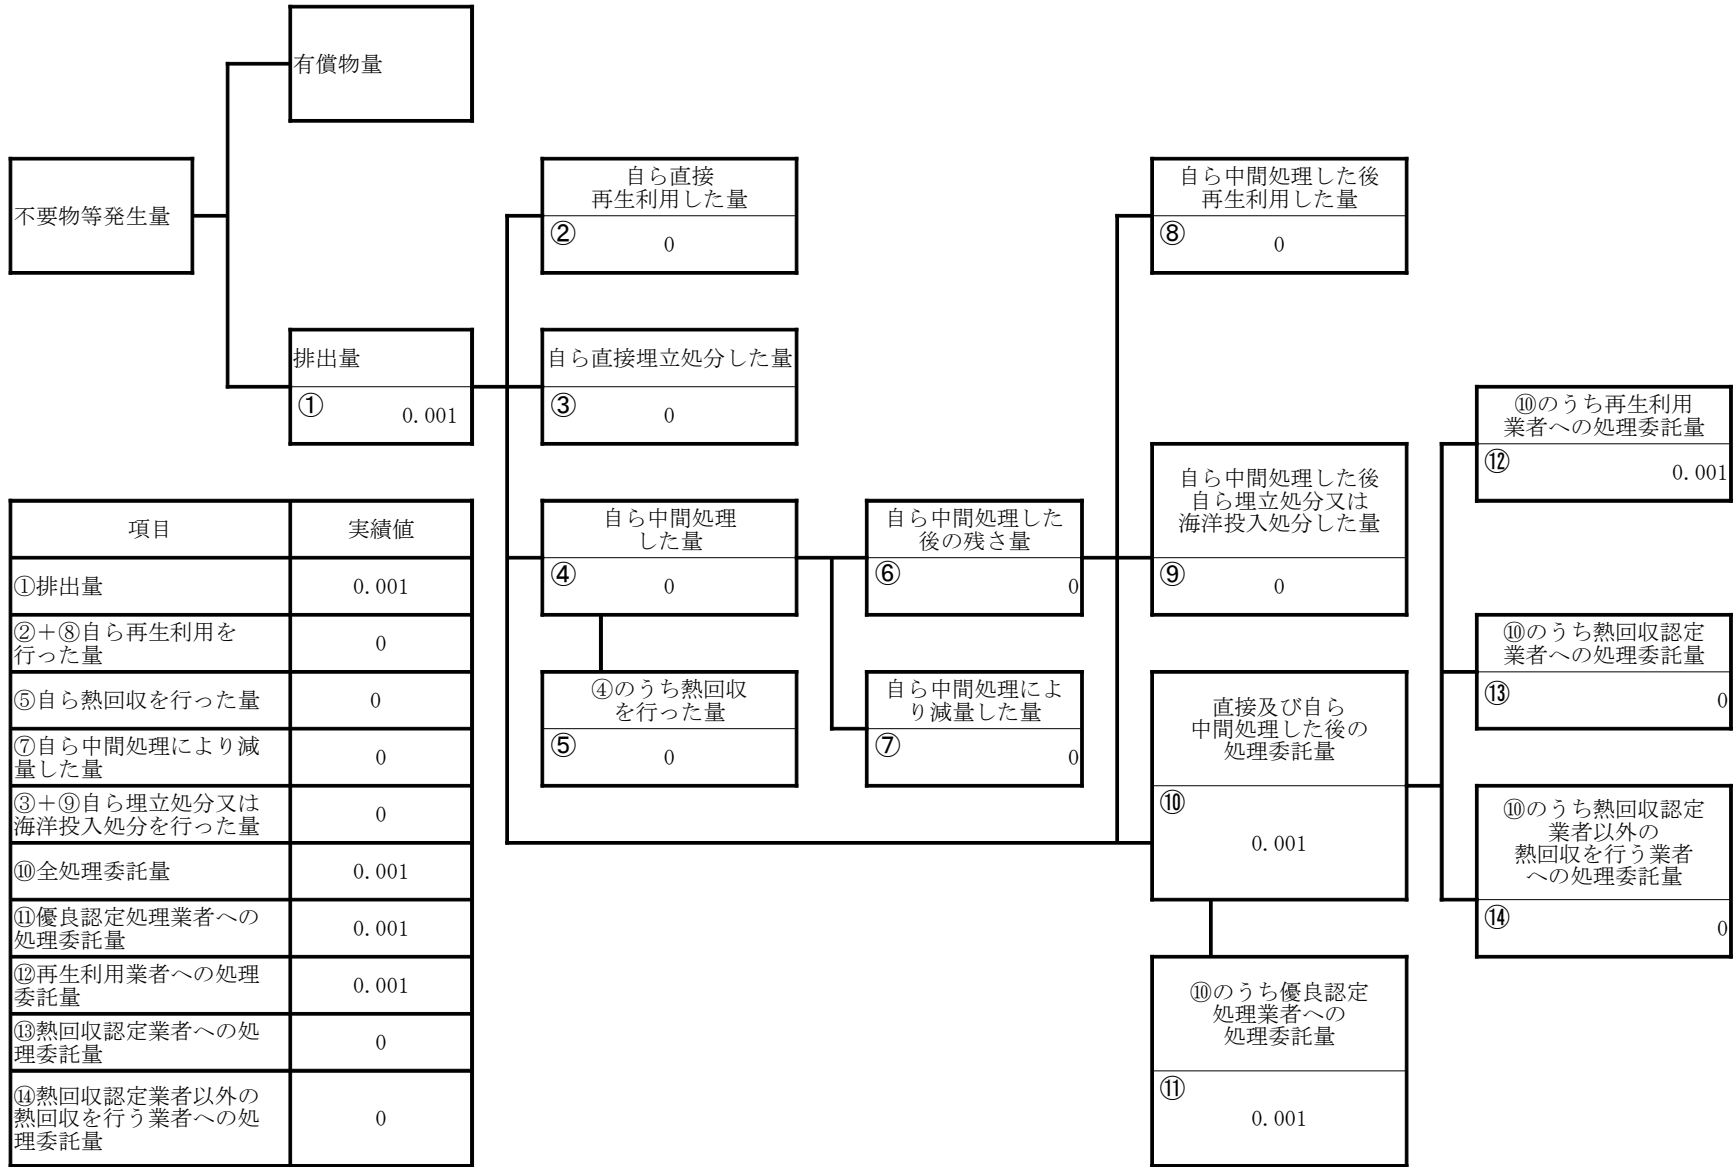 有償物量
不要物等発生量
自ら直接
再生利用した量
②
0
自ら中間処理した後
再生利用した量
⑧
0
排出量
①
0.001
自ら直接埋立処分した量
③
0
⑩のうち再生利用
業者への処理委託量
⑫
0.001
自ら中間処理
した量
④
0
自ら中間処理した
後の残さ量
⑥
0
自ら中間処理した後
自ら埋立処分又は
海洋投入処分した量
⑨
0
⑩のうち熱回収認定
業者への処理委託量
⑬
0
④のうち熱回収
を行った量
⑤
0
自ら中間処理によ
り減量した量
⑦
0
直接及び自ら
中間処理した後の
処理委託量
⑩
0.001
⑩のうち熱回収認定
業者以外の
熱回収を行う業者
への処理委託量
⑭
0
⑩のうち優良認定
処理業者への
処理委託量
⑪
0.001
項目 実績値
①排出量 0.001
②＋⑧自ら再生利用を
行った量 0
⑤自ら熱回収を行った量 0
⑦自ら中間処理により減
量した量 0
③＋⑨自ら埋立処分又は
海洋投入処分を行った量 0
⑩全処理委託量 0.001
⑪優良認定処理業者への
処理委託量 0.001
⑫再生利用業者への処理
委託量 0.001
⑬熱回収認定業者への処
理委託量 0
⑭熱回収認定業者以外の
熱回収を行う業者への処
理委託量 0